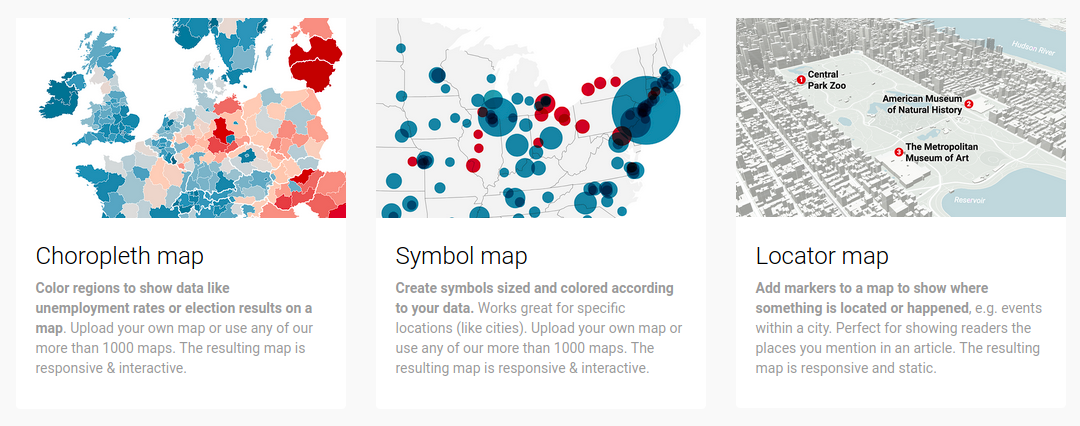 Hudson River
1 Central
Park Zoo
American Museum 2
of Natural History
3 The Metropolitan
Museum of Art
Reservoir
Choropleth map
Color regions to show data like
unemployment rates or election results on a
map. Upload your own map or use any of our
more than 1000 maps. The resulting map is
responsive & interactive.
Symbol map
Create symbols sized and colored according
to your data. Works great for specific
locations (like cities). Upload your own map or
use any of our more than 1000 maps. The
resulting map is responsive & interactive.
Locator map
Add markers to a map to show where
something is located or happened, e.g. events
within a city. Perfect for showing readers the
places you mention in an article. The resulting
map is responsive and static.